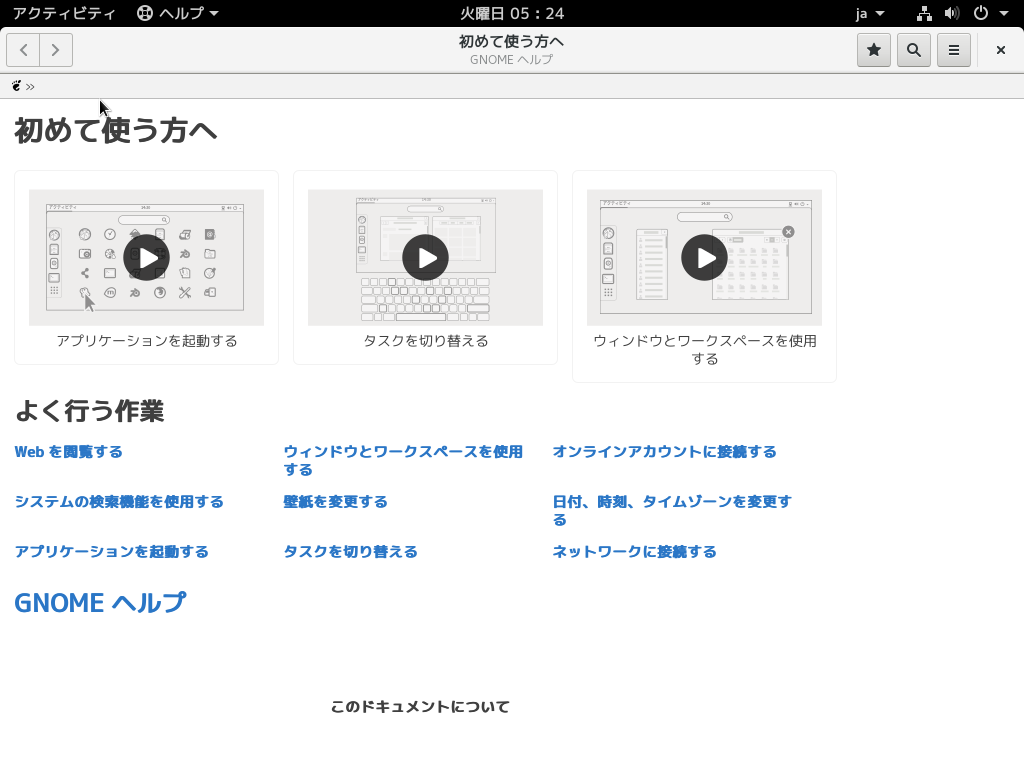 アクティビティ ヘルプ 火曜日 05：24 ja
初めて使う方へ
GNOME ヘルプ
»
初めて使う方へ
アプリケーションを起動する
タスクを切り替える
ウィンドウとワークスペースを使用
する
よく行う作業
Web を閲覧する
ウィンドウとワークスペースを使用
する
オンラインアカウントに接続する
システムの検索機能を使用する
壁紙を変更する
日付、時刻、タイムゾーンを変更す
る
アプリケーションを起動する
タスクを切り替える
ネットワークに接続する
GNOME ヘルプ
このドキュメントについて